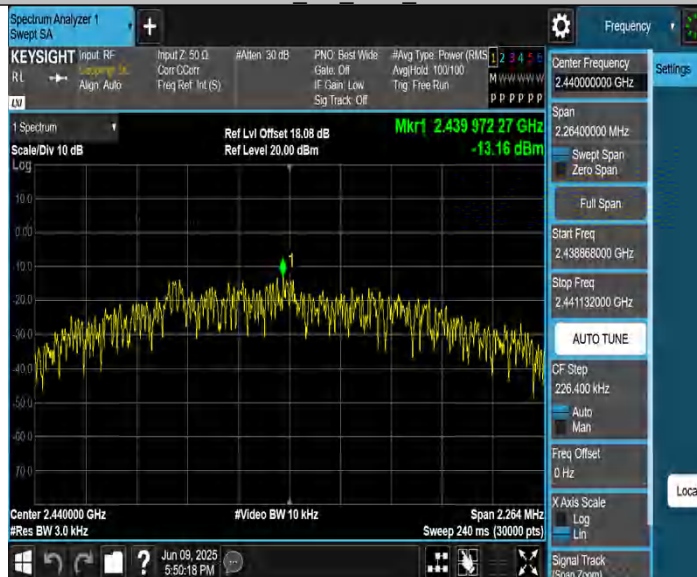 Spectrum Analyzer 1
Swept SA
Frequency
KEYSIGHT
RL
Input: RF
Align: Auto
Input Z: 50 Ω
Corr CCorr
Freq Ref: Int (S)
#Atten: 30 dB
PNO: Best Wide
Gate: Off
IF Gain: Low
Sig Track: Off
#Avg Type: Power (RMS
Avg|Hold: 100/100
Trig: Free Run
1 2 3 4 5 6
M W W W W W
P P P P P P
LXI
1 Spectrum
Scale/Div 10 dB
Log
Ref Lvl Offset 18.08 dB
Ref Level 20.00 dBm
Mkr1 2.439 972 27 GHz
-13.16 dBm
10.0
0.00
-10.0
-20.0
-30.0
-40.0
-50.0
-60.0
-70.0
1
Center 2.440000 GHz
#Res BW 3.0 kHz
#Video BW 10 kHz
Span 2.264 MHz
Sweep 240 ms (30000 pts)
Jun 09, 2025
5:50:18 PM
Center Frequency
2.440000000 GHz
Span
2.26400000 MHz
Swept Span
Zero Span
Full Span
Start Freq
2.438868000 GHz
Stop Freq
2.441132000 GHz
AUTO TUNE
CF Step
226.400 kHz
Auto
Man
Freq Offset
0 Hz
X Axis Scale
Log
Lin
Signal Track
(Span Zoom)
Settings
Loca